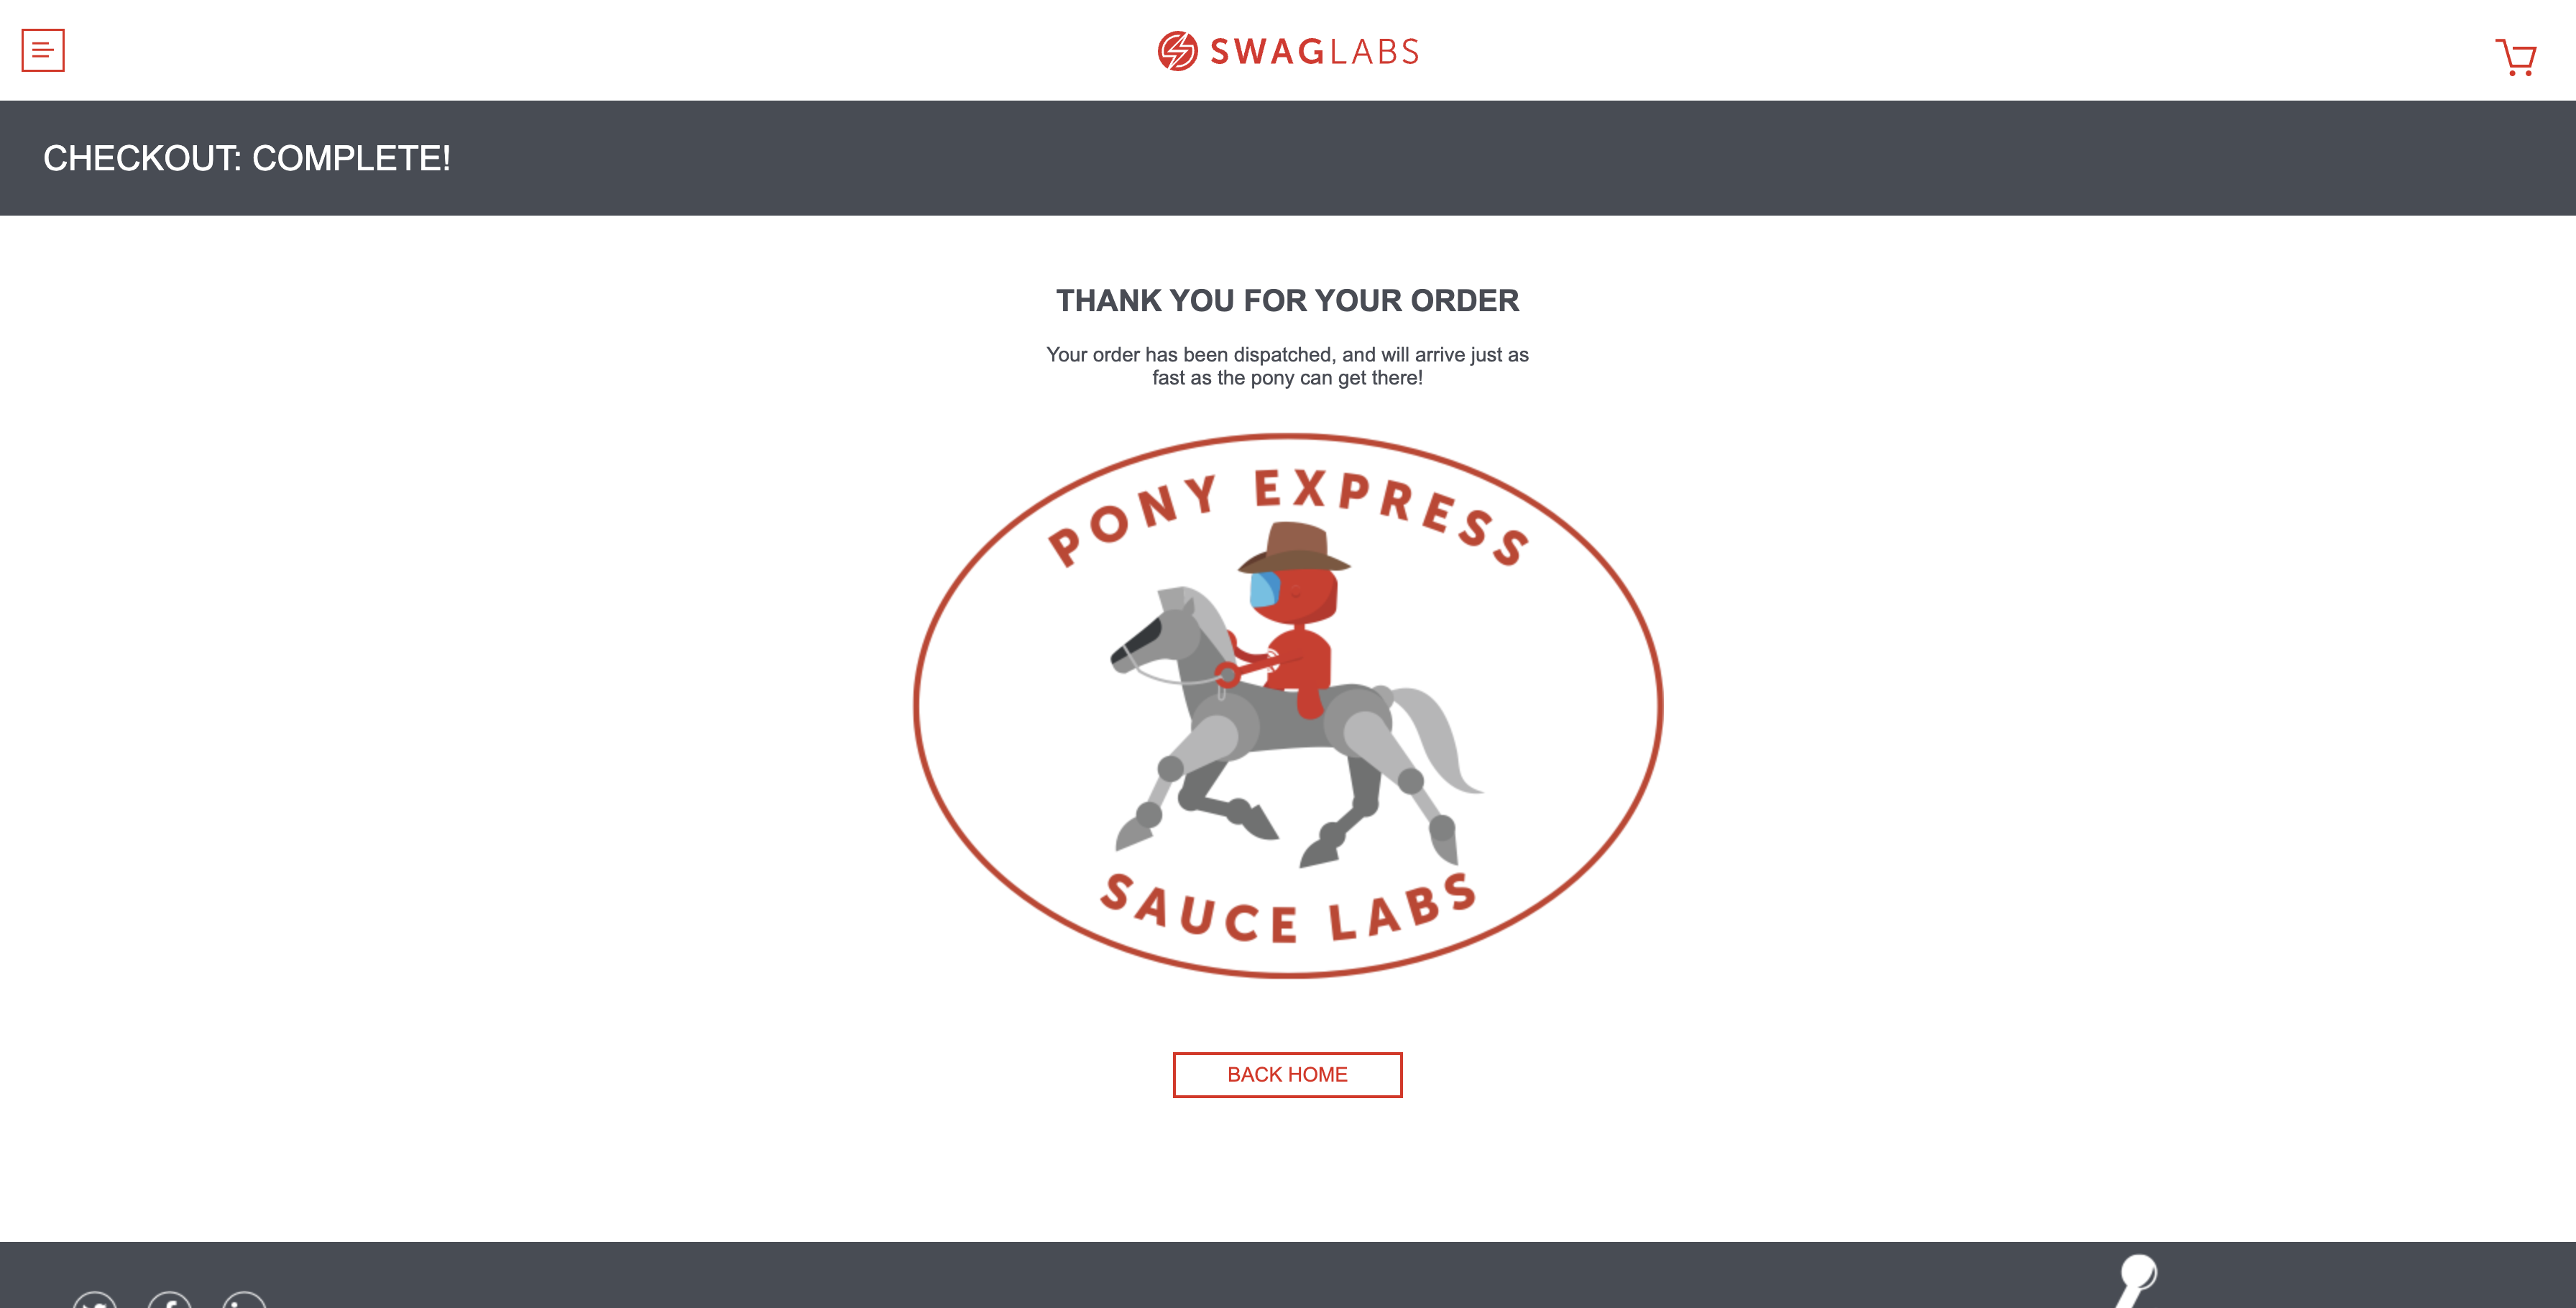 SWAGLABS
CHECKOUT: COMPLETE!
THANK YOU FOR YOUR ORDER
Your order has been dispatched, and will arrive just as
fast as the pony can get there!
PONY EXPRESS
SAUCE LABS
BACK HOME